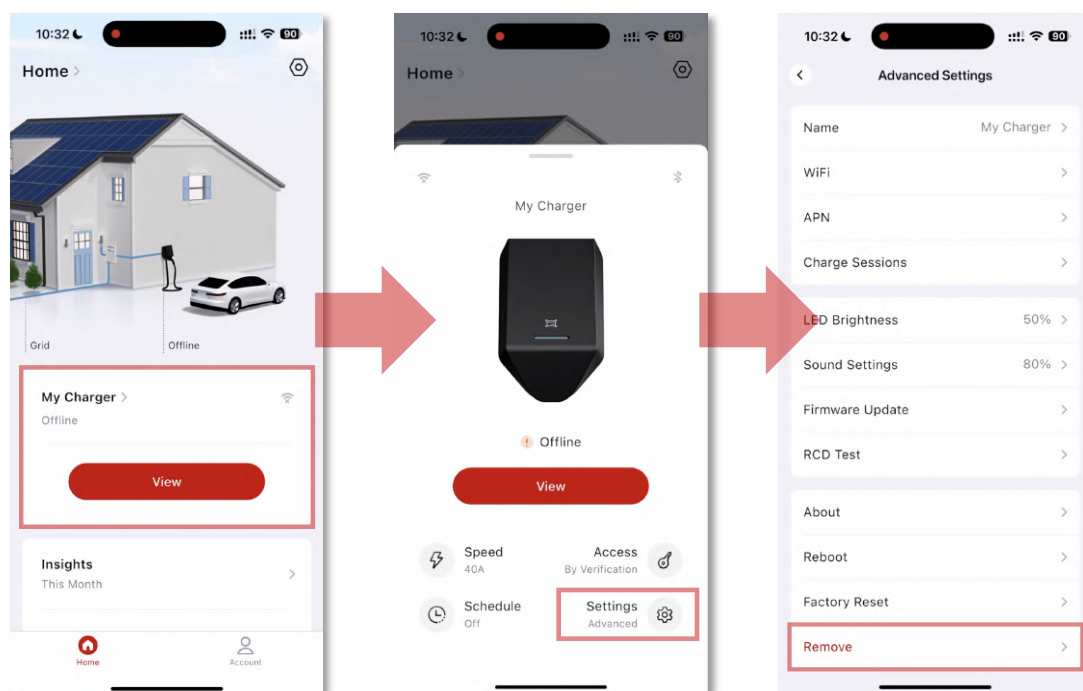 10:32
90
Home >
Grid
Offline
My Charger >
Offline
View
Insights
This Month
>
Home
Account
10:32
90
Home >
My Charger
! Offline
View
Speed
40A
Access
By Verification
Schedule
Off
Settings
Advanced
10:32
90
< Advanced Settings
Name My Charger >
WiFi >
APN >
Charge Sessions >
LED Brightness 50% >
Sound Settings 80% >
Firmware Update >
RCD Test >
About >
Reboot >
Factory Reset >
Remove >